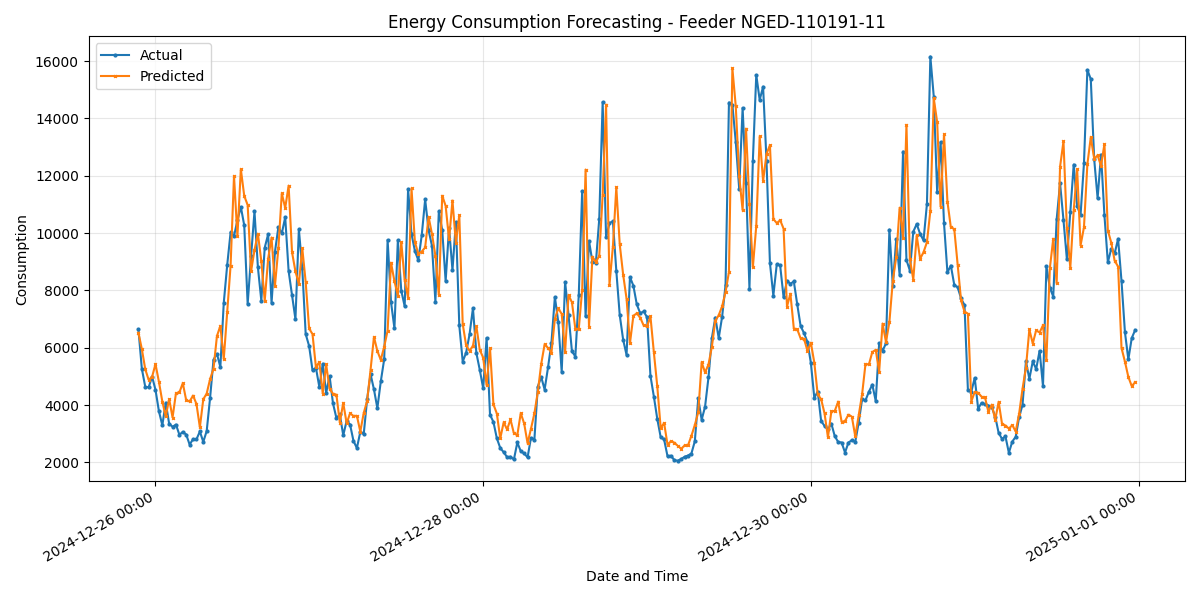 Energy Consumption Forecasting - Feeder NGED-110191-11
Actual
Predicted
16000
14000
12000
10000
8000
6000
4000
2000
Consumption
2024-12-26 00:00
2024-12-28 00:00
2024-12-30 00:00
2025-01-01 00:00
Date and Time